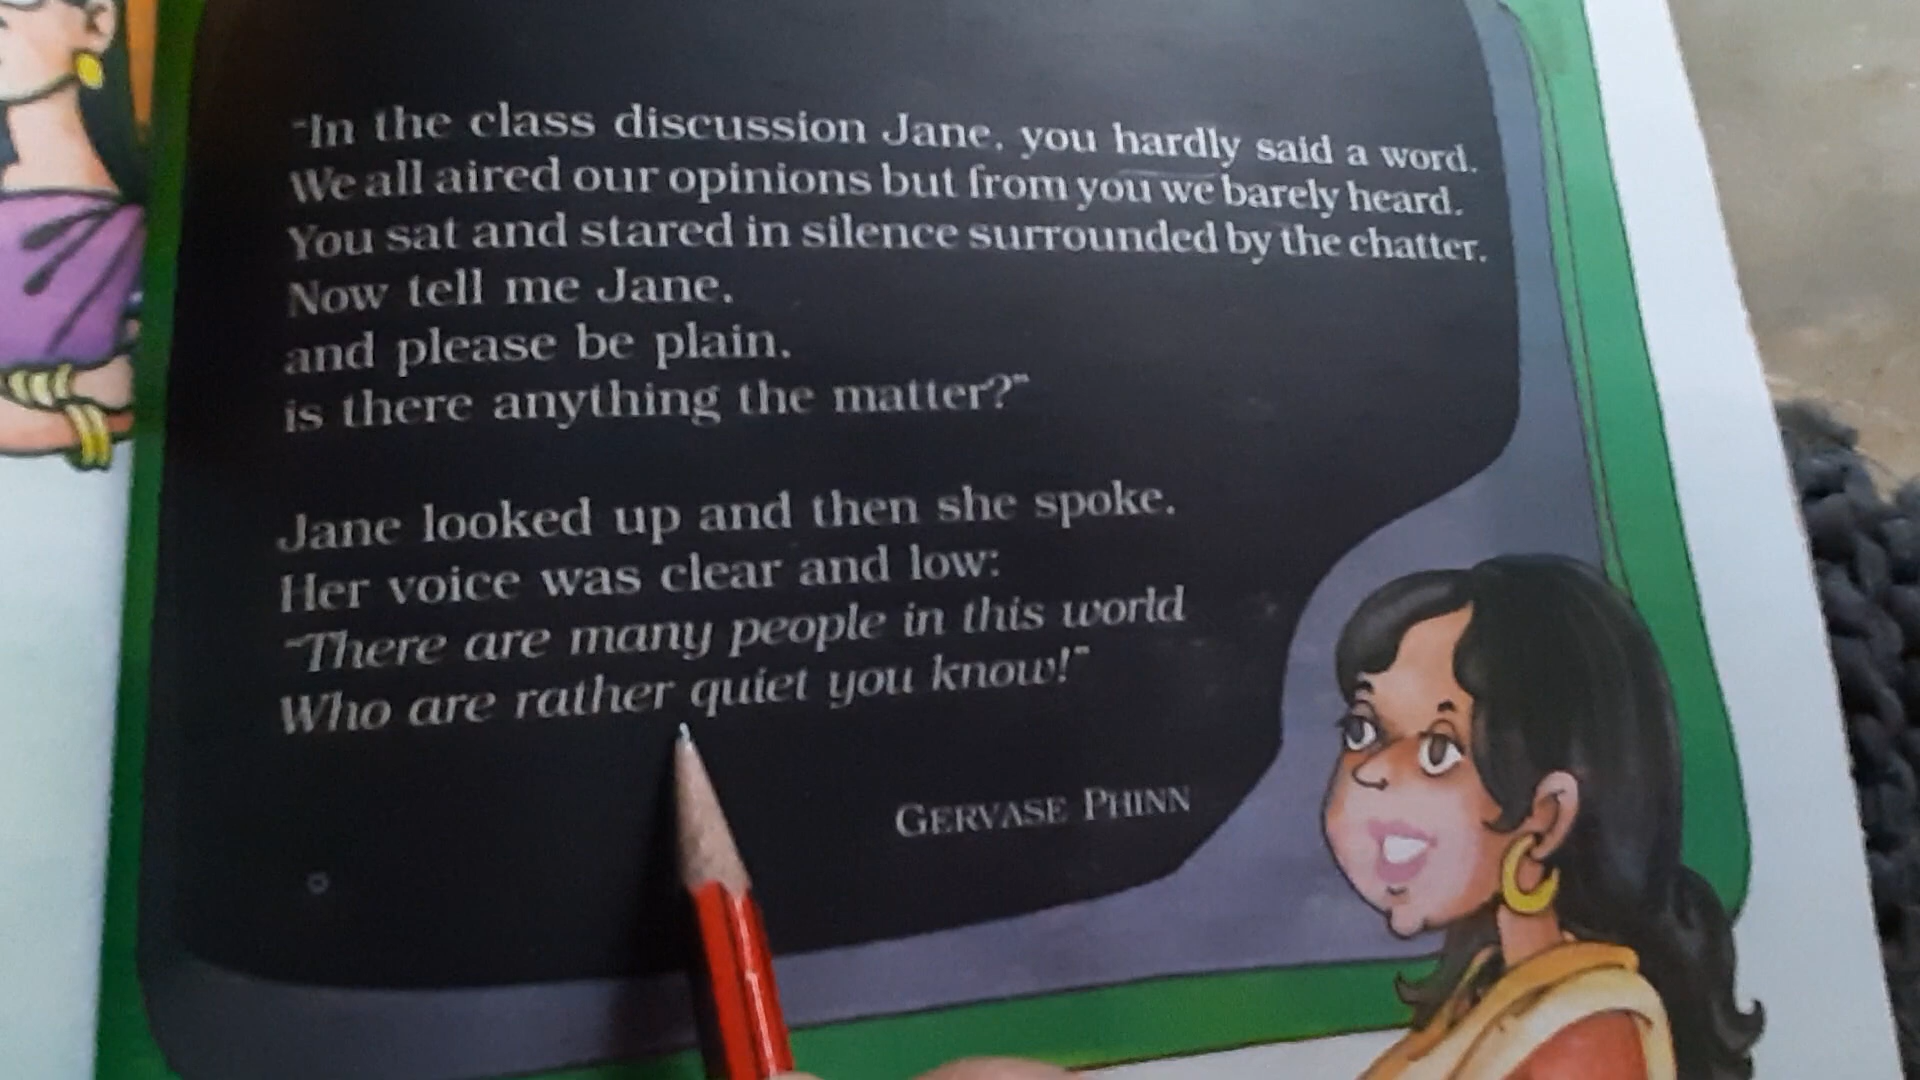 "In the class discussion Jane, you hardly said a word.
We all aired our opinions but from you we barely heard.
You sat and stared in silence surrounded by the chatter.
Now tell me Jane,
and please be plain.
is there anything the matter?"
Jane looked up and then she spoke,
Her voice was clear and low:
"There are many people in this world
Who are rather quiet you know!"
GERVASE PHINN